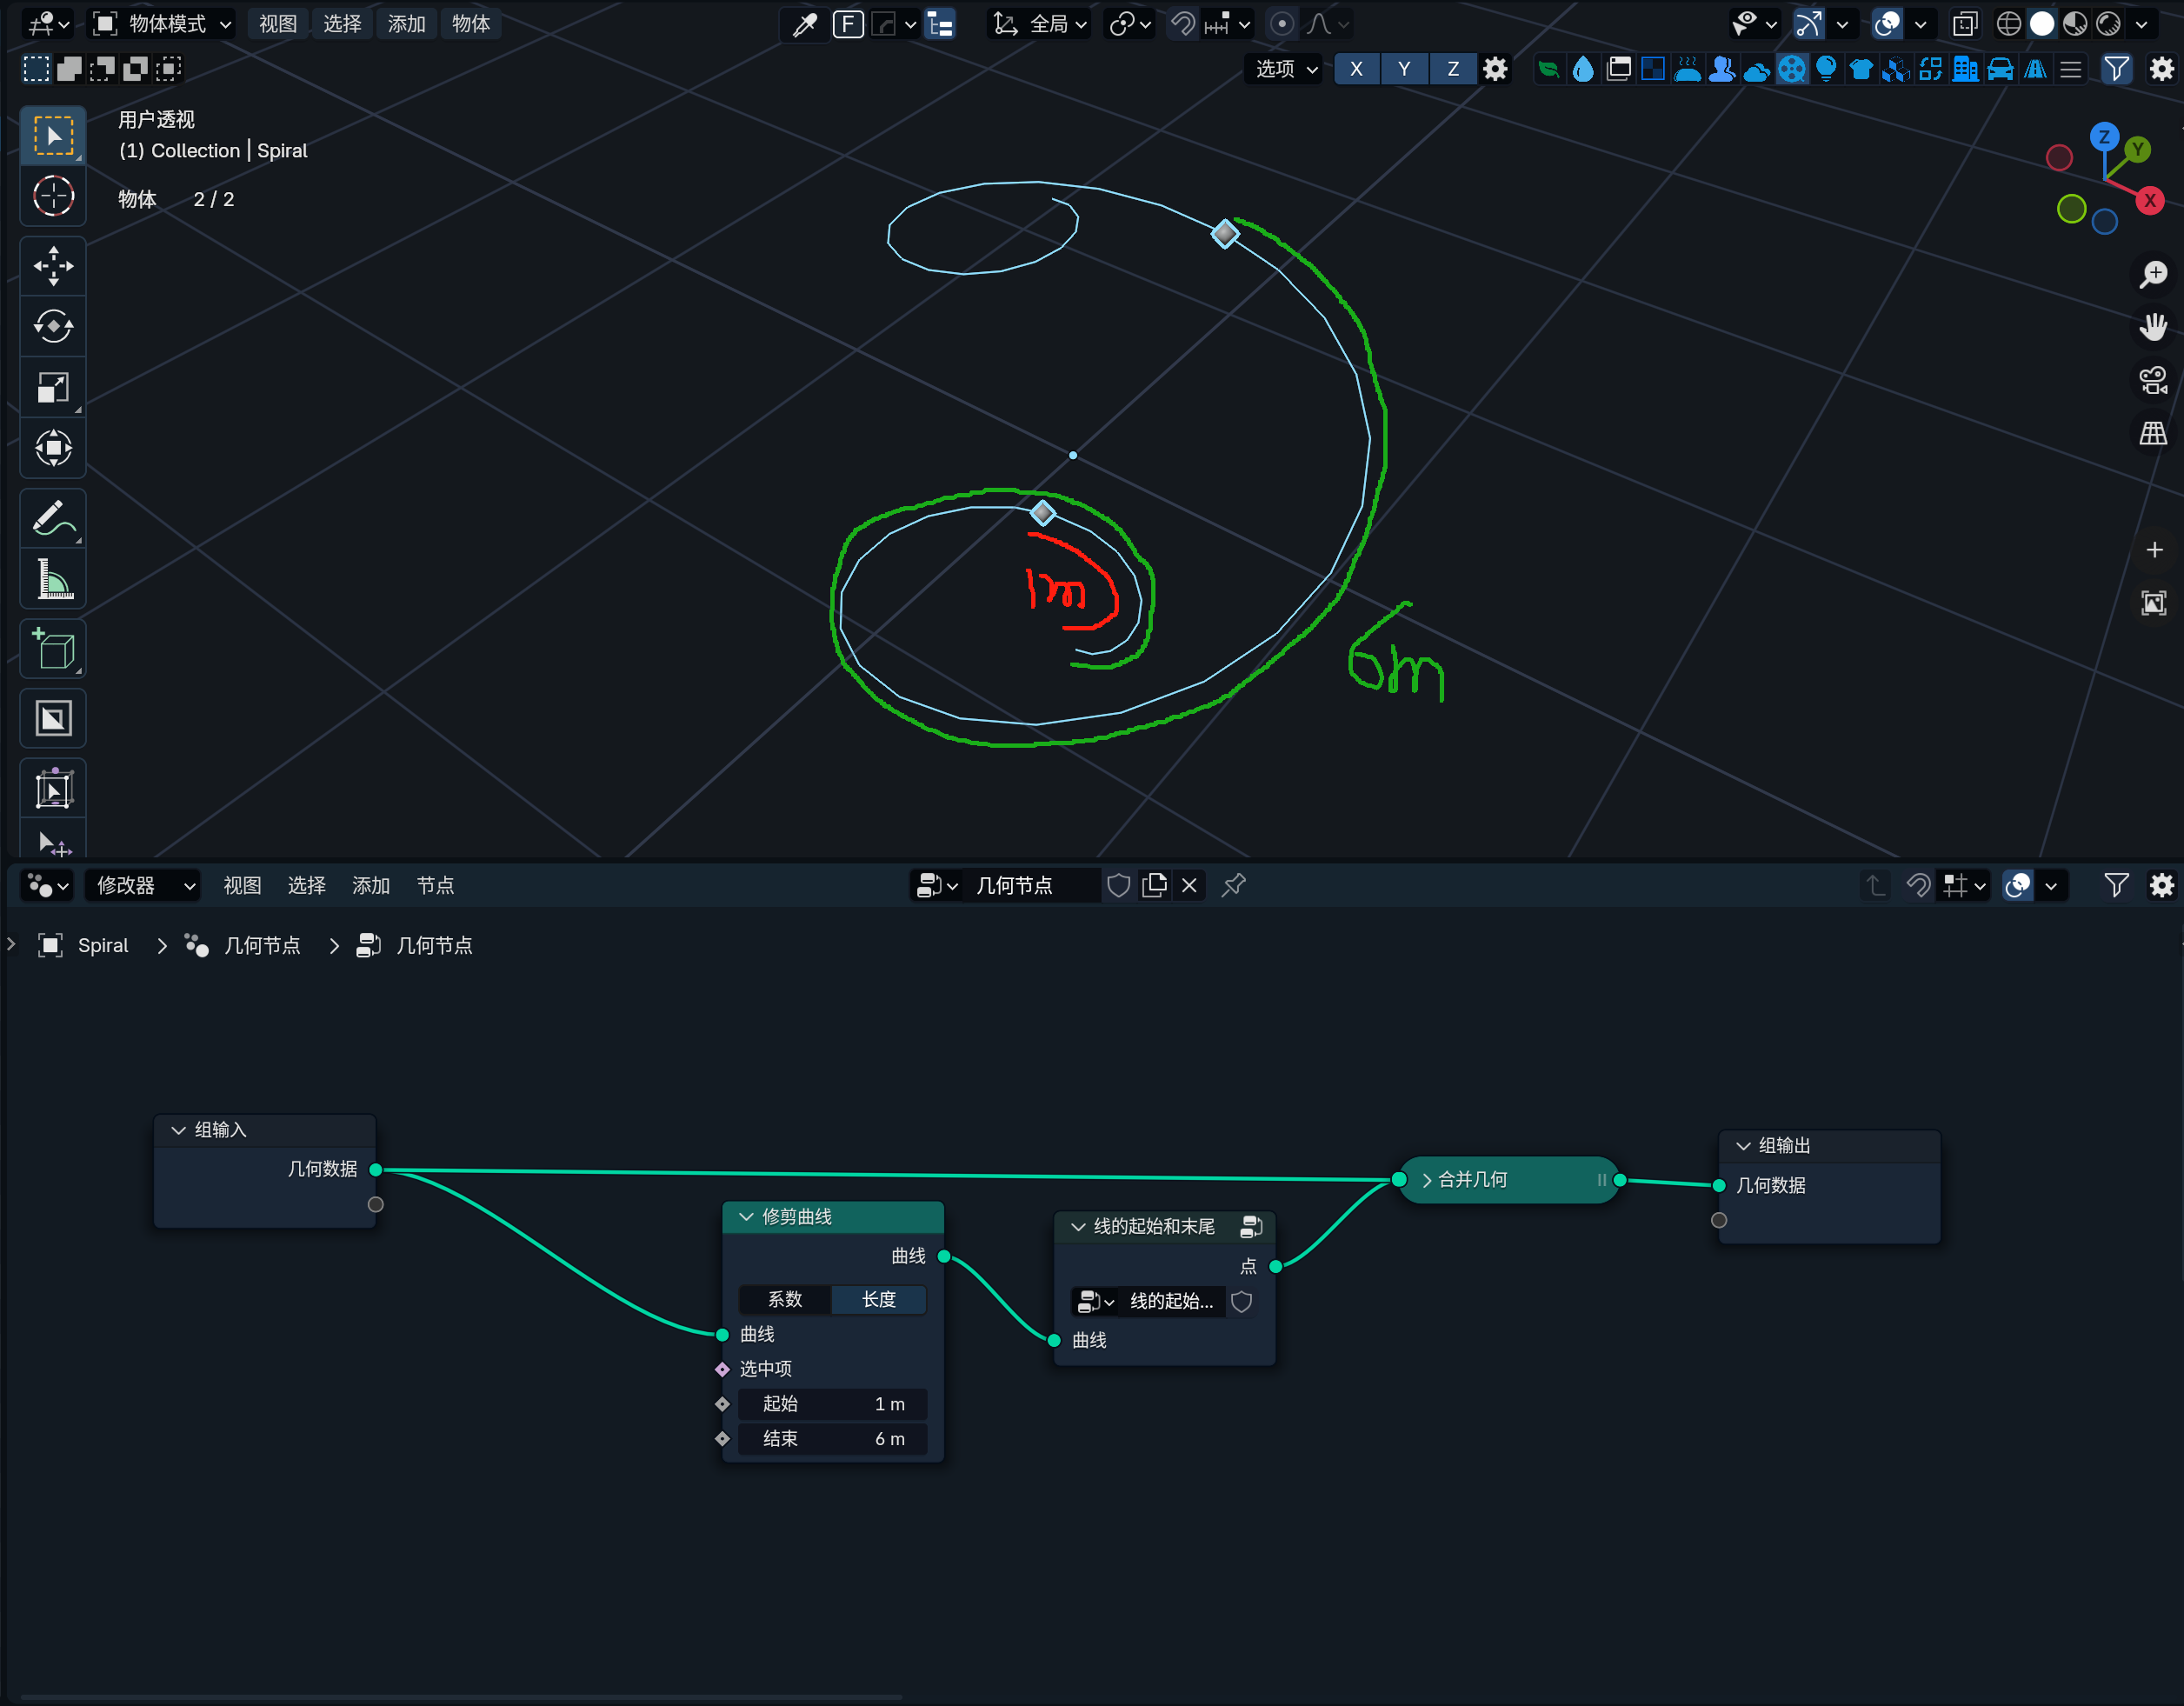 物体模式 视图 选择 添加 物体 F 全局
选项 X Y Z
用户透视
(1) Collection | Spiral
物体 2 / 2
Z
Y
X
1m
6m
修改器 视图 选择 添加 节点 几何节点
Spiral 几何节点 几何节点
组输入
几何数据
修剪曲线
曲线
系数 长度
曲线
选中项
起始 1 m
结束 6 m
线的起始和末尾
点
线的起始...
曲线
合并几何
组输出
几何数据